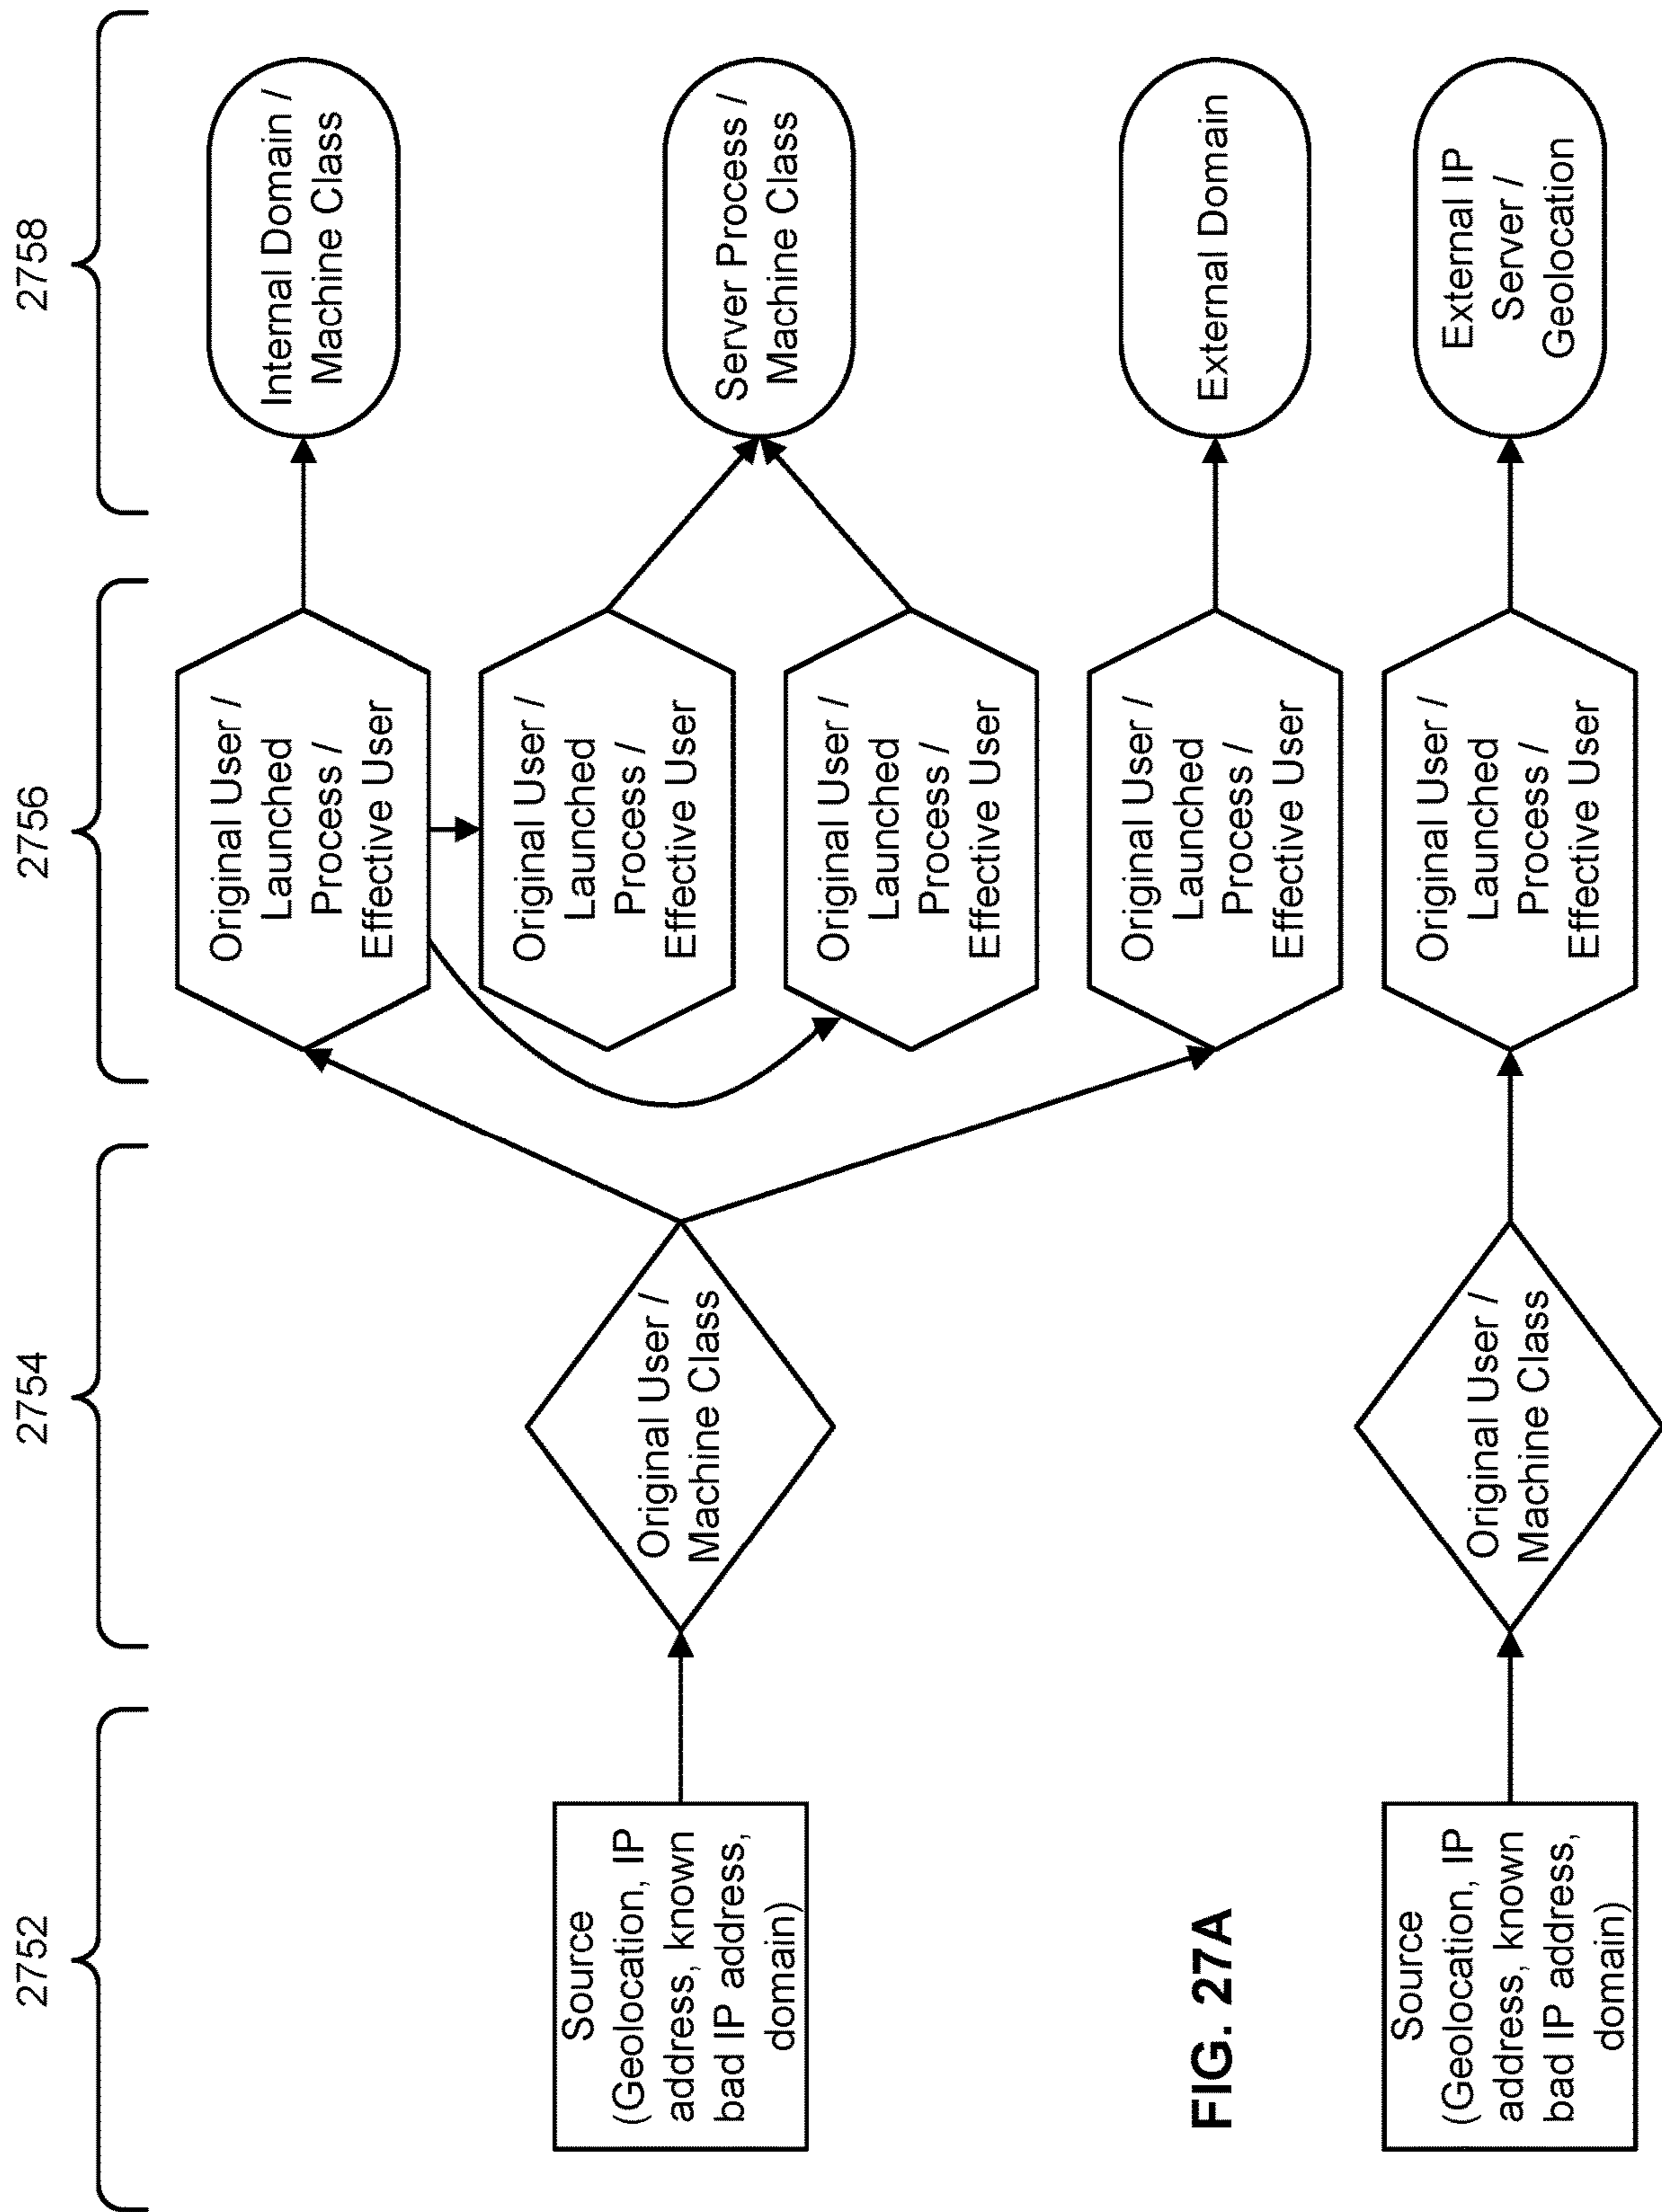 2752
2754
2756
2758
Source
(Geolocation, IP
address, known
bad IP address,
domain)
Original User /
Machine Class
Original User /
Launched
Process /
Effective User
Internal Domain /
Machine Class
Original User /
Launched
Process /
Effective User
Original User /
Launched
Process /
Effective User
Server Process /
Machine Class
Original User /
Launched
Process /
Effective User
External Domain
FIG. 27A
Source
(Geolocation, IP
address, known
bad IP address,
domain)
Original User /
Machine Class
Original User /
Launched
Process /
Effective User
External IP
Server /
Geolocation